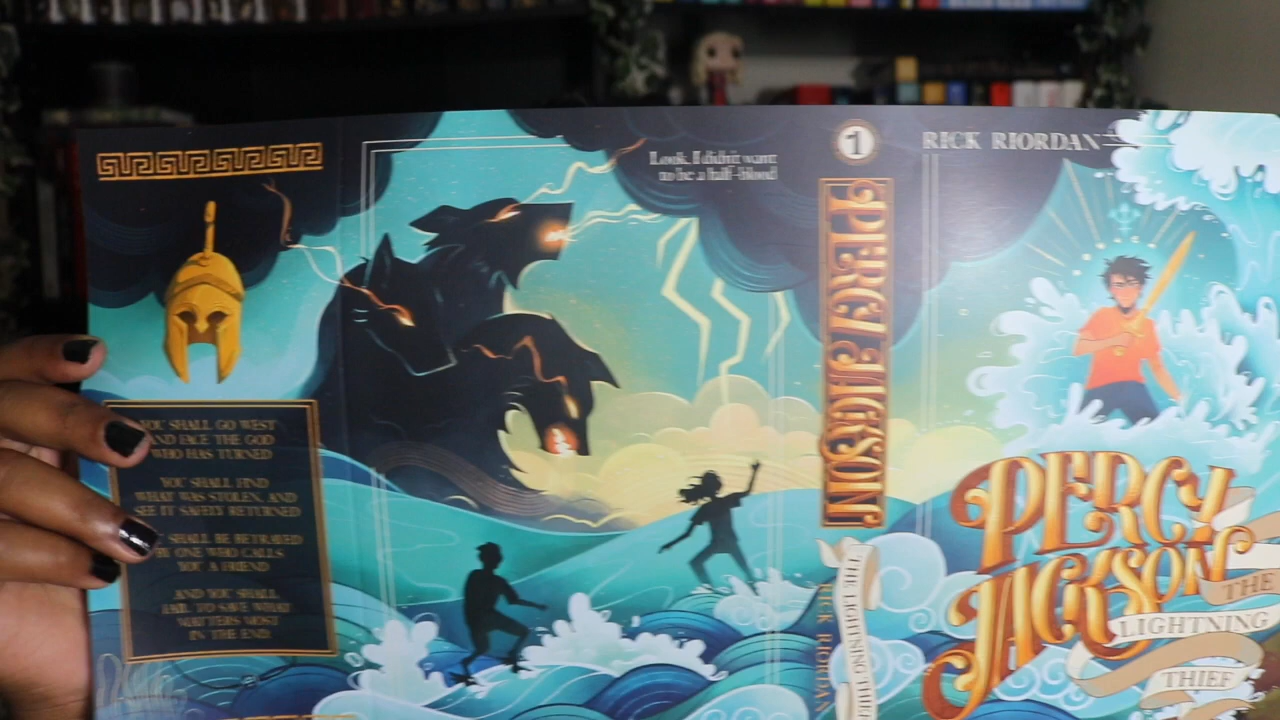 YOU SHALL GO WEST
AND FACE THE GOD
WHO HAS TURNED
YOU SHALL FIND
WHAT WAS STOLEN, AND
SEE IT SAFELY RETURNED
SHALL BE BETRAYED
BY ONE WHO CALLS
YOU A FRIEND
AND YOU SHALL
FAIL TO SAVE WHAT
MATTERS MOST
IN THE END
Look, I didn't want
to be a half-blood
1
PERCY JACKSON
THE LIGHTNING THIEF
RICK RIORDAN
RICK RIORDAN
PERCY
JACKSON
THE
LIGHTNING
THIEF